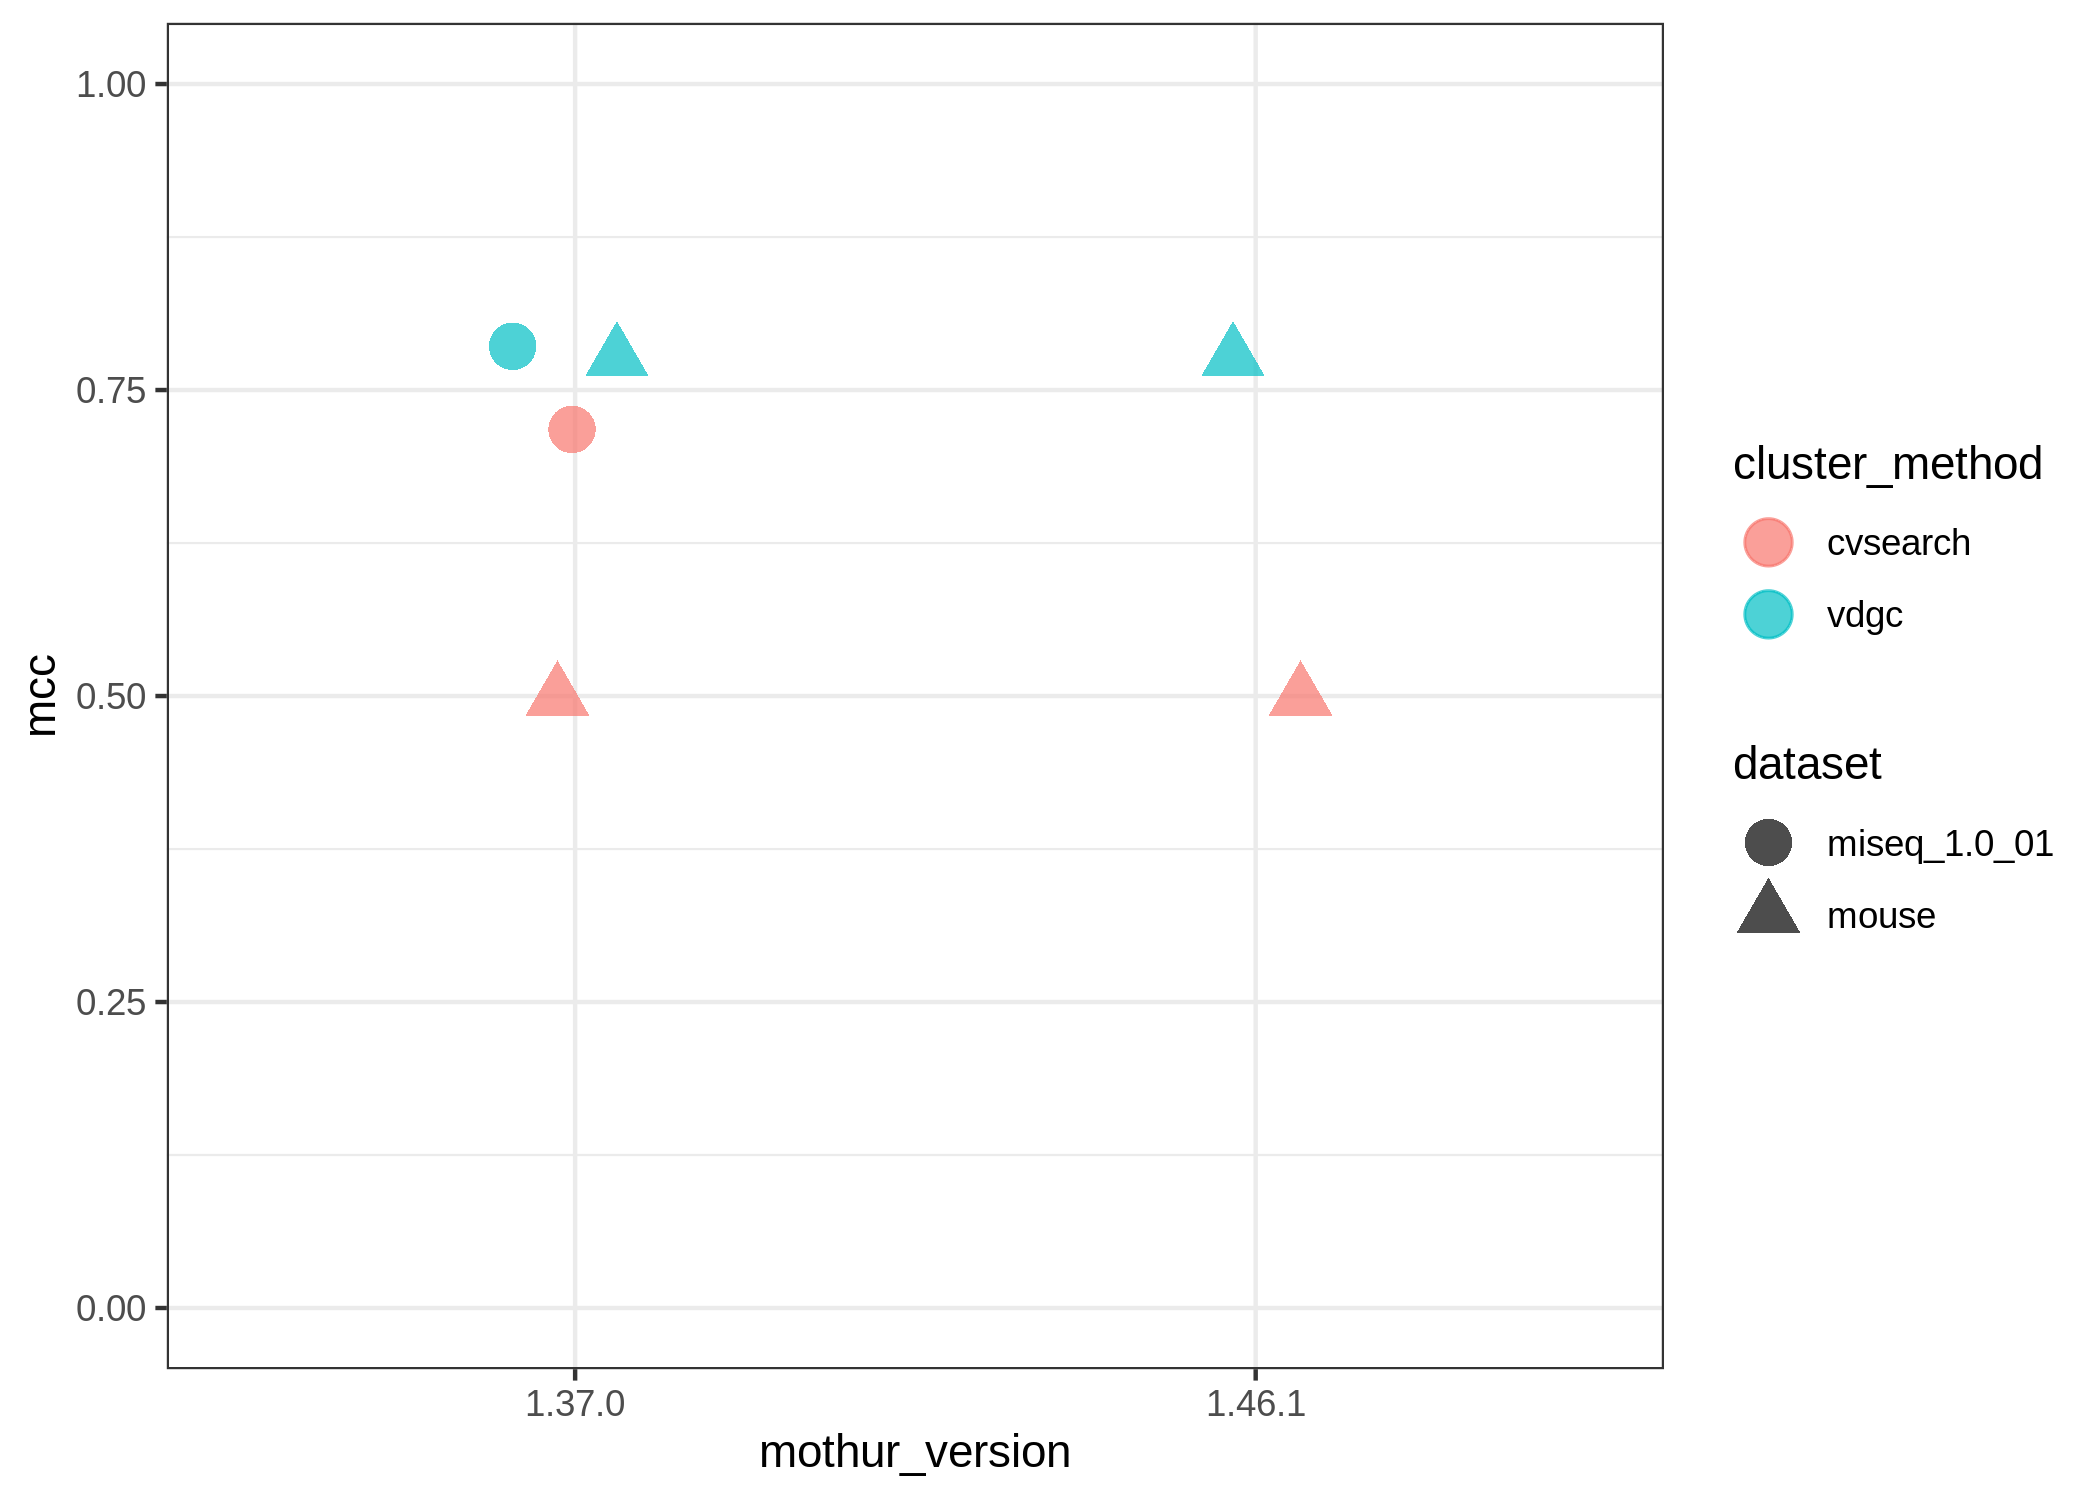 1.00
0.75
0.50
0.25
0.00
mcc
1.37.0
1.46.1
mothur_version
cluster_method
cvsearch
vdgc
dataset
miseq_1.0_01
mouse